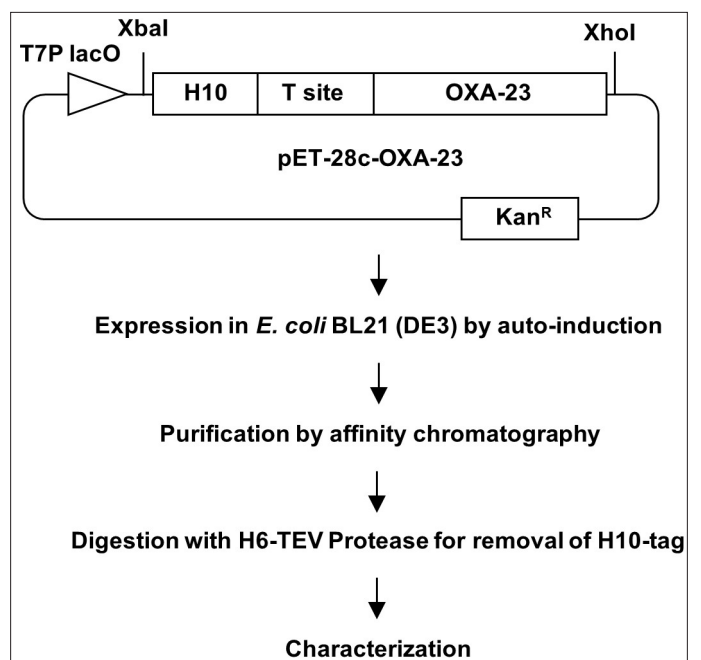 XbaI
XhoI
T7P lacO
H10 T site OXA-23
pET-28c-OXA-23
Kanᴿ
Expression in E. coli BL21 (DE3) by auto-induction
Purification by affinity chromatography
Digestion with H6-TEV Protease for removal of H10-tag
Characterization